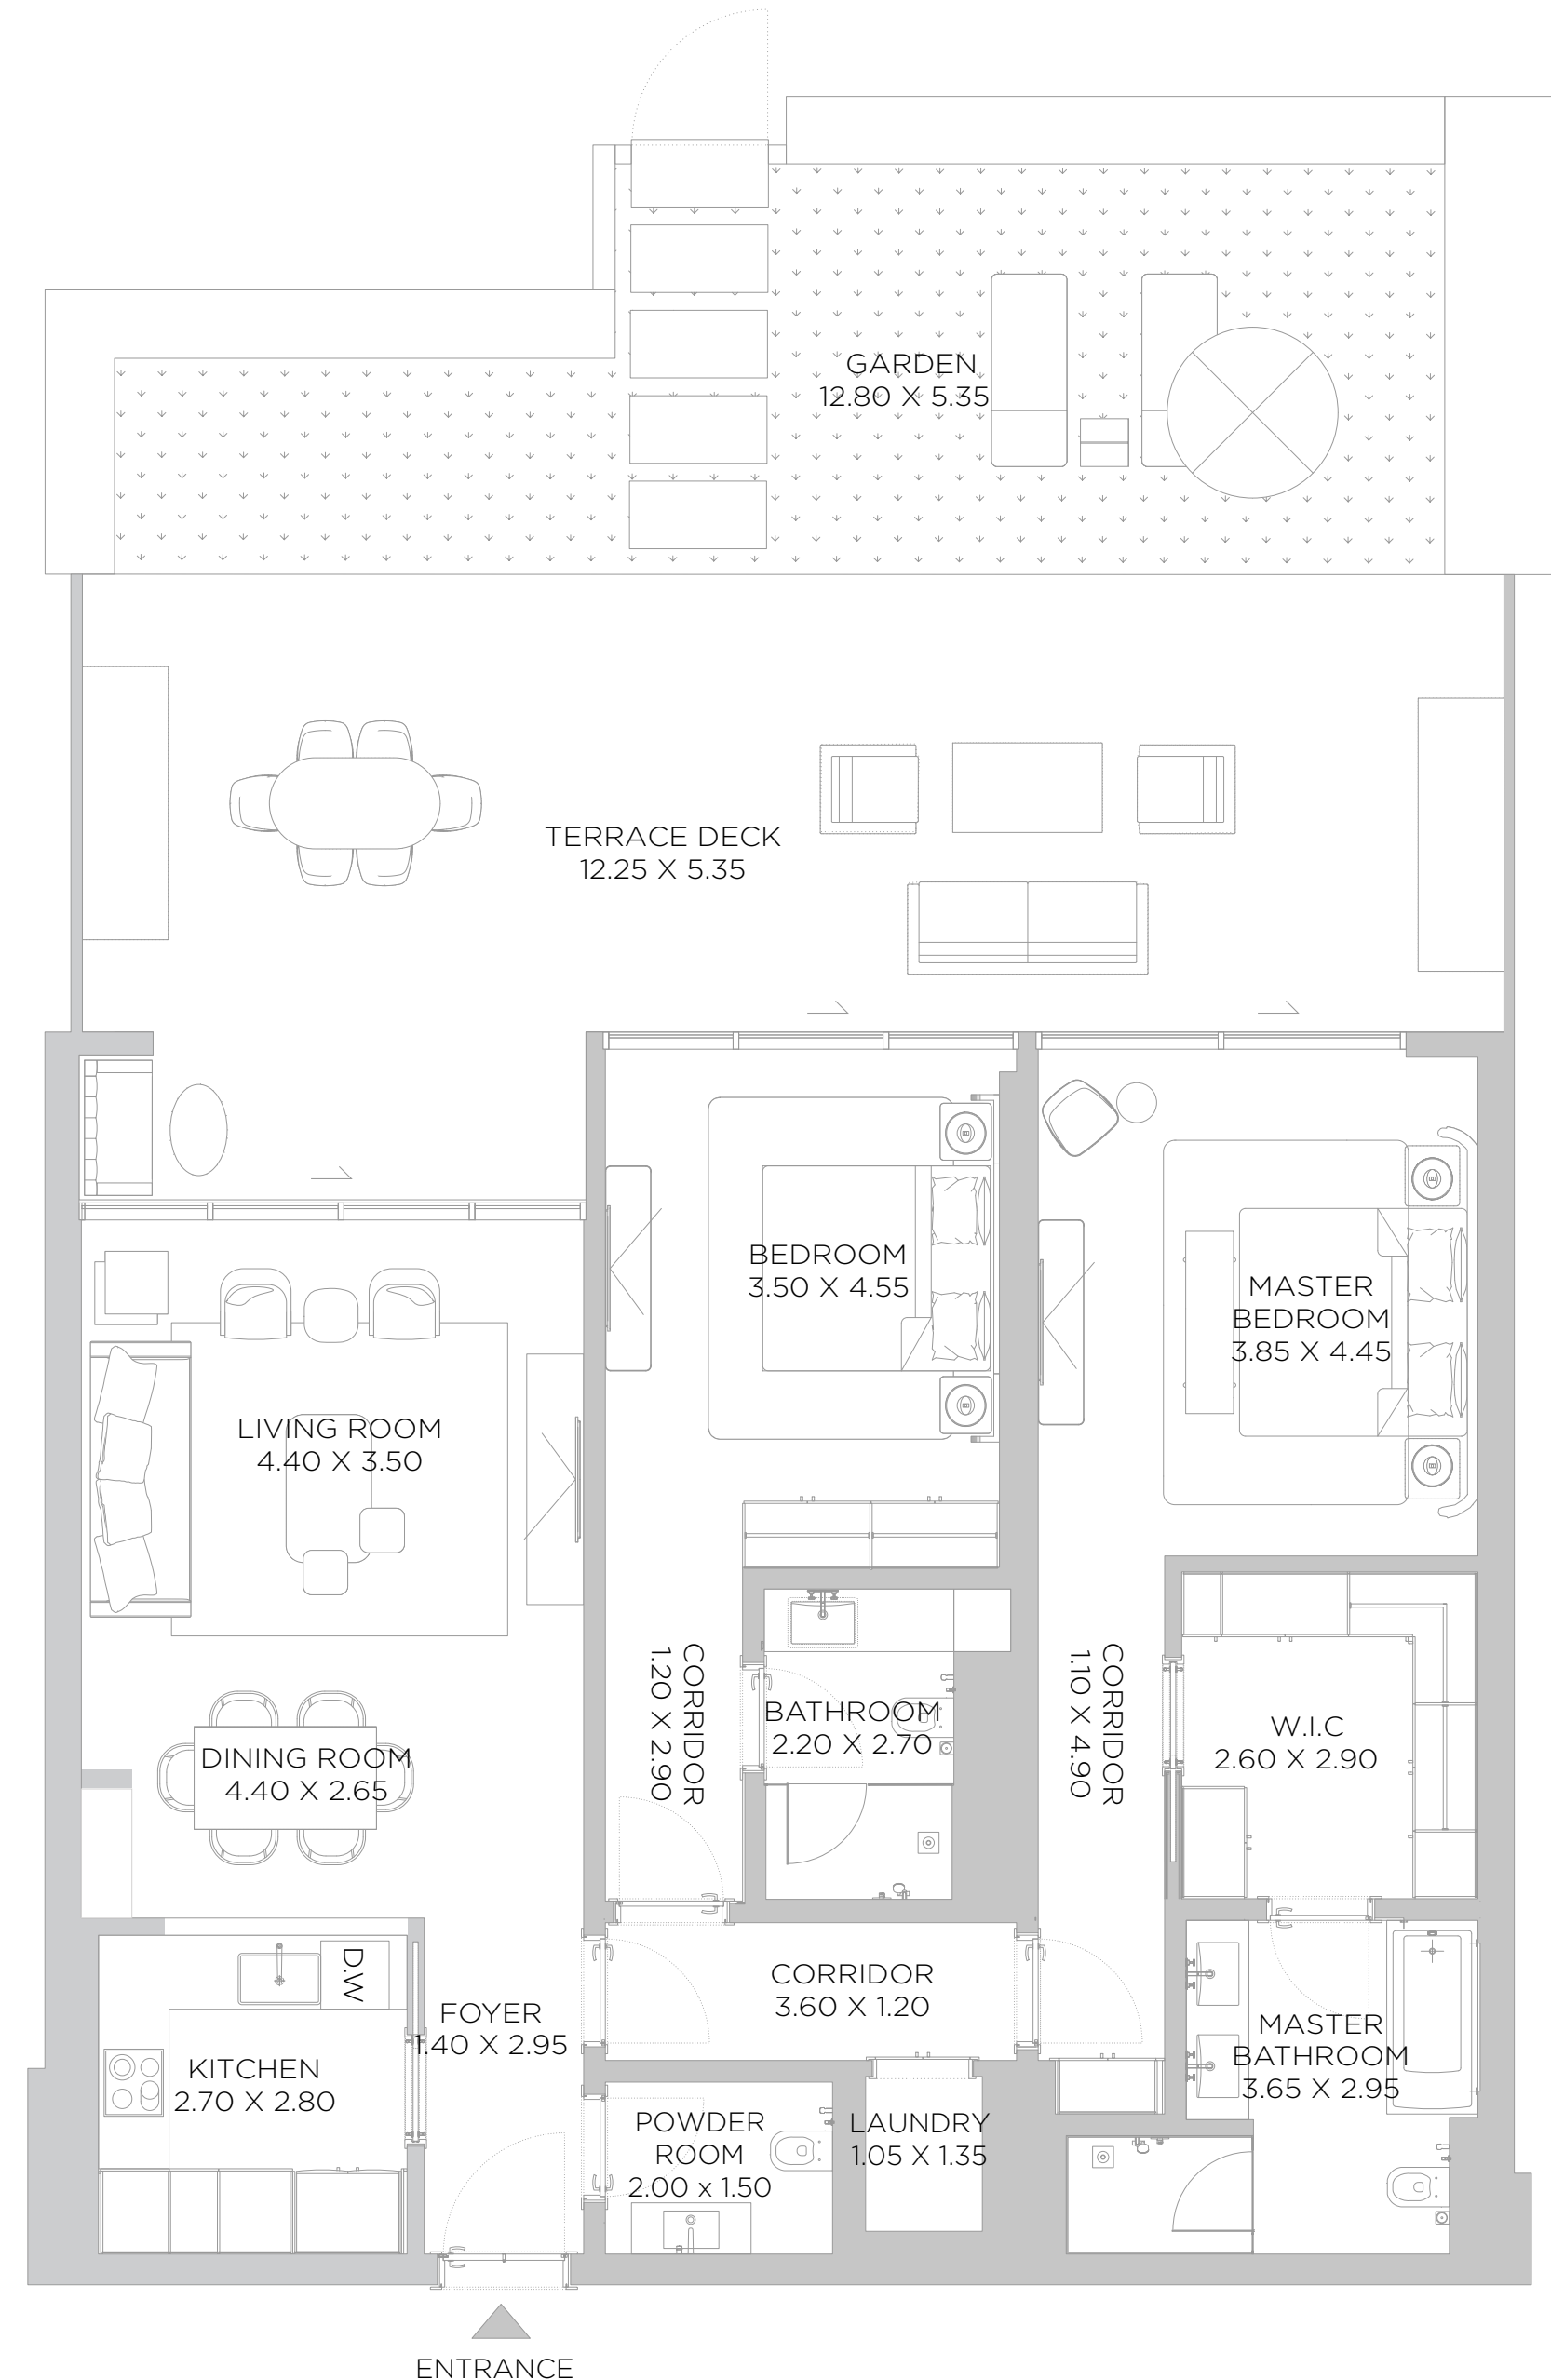 GARDEN
12.80 X 5.35
TERRACE DECK
12.25 X 5.35
BEDROOM
3.50 X 4.55
MASTER
BEDROOM
3.85 X 4.45
LIVING ROOM
4.40 X 3.50
CORRIDOR
1.20 X 2.90
BATHROOM
2.20 X 2.70
CORRIDOR
1.10 X 4.90
W.I.C
2.60 X 2.90
DINING ROOM
4.40 X 2.65
D.W
CORRIDOR
3.60 X 1.20
FOYER
1.40 X 2.95
KITCHEN
2.70 X 2.80
MASTER
BATHROOM
3.65 X 2.95
POWDER
ROOM
2.00 x 1.50
LAUNDRY
1.05 X 1.35
ENTRANCE